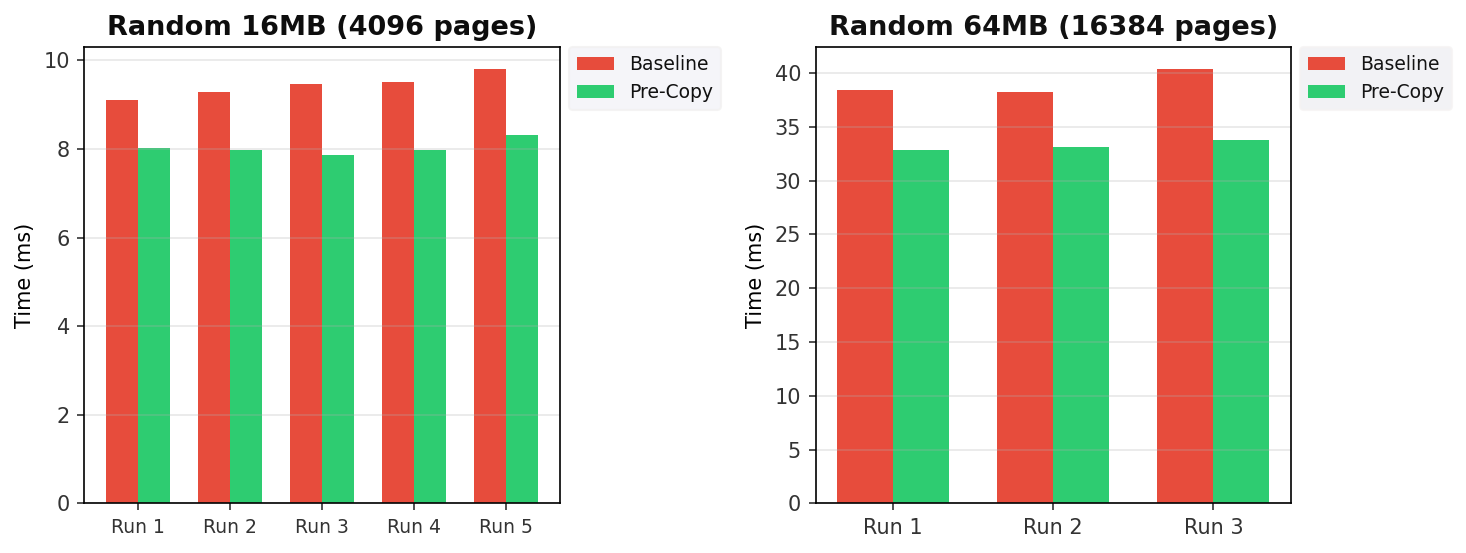 Random 16MB (4096 pages)
Time (ms)
10
8
6
4
2
0
Run 1
Run 2
Run 3
Run 4
Run 5
Baseline
Pre-Copy
Random 64MB (16384 pages)
Time (ms)
40
35
30
25
20
15
10
5
0
Run 1
Run 2
Run 3
Baseline
Pre-Copy